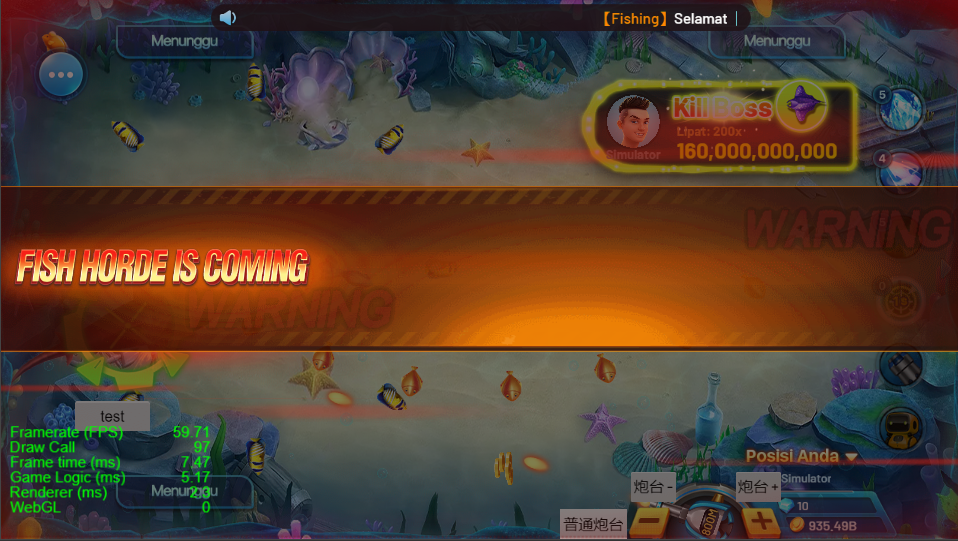 【Fishing】Selamat
Menunggu
Menunggu
5
Kill Boss
Lipat: 200x
Simulator
160,000,000,000
4
WARNING
FISH HORDE IS COMING
WARNING
test
Framerate (FPS) 59.71
Draw Call 97
Frame time (ms) 7.47
Game Logic (ms) 5.17
Renderer (ms) 2.3
WebGL 0
Menunggu
Posisi Anda
Simulator
炮台 -
炮台 +
10
普通炮台
BOOM
935.49B